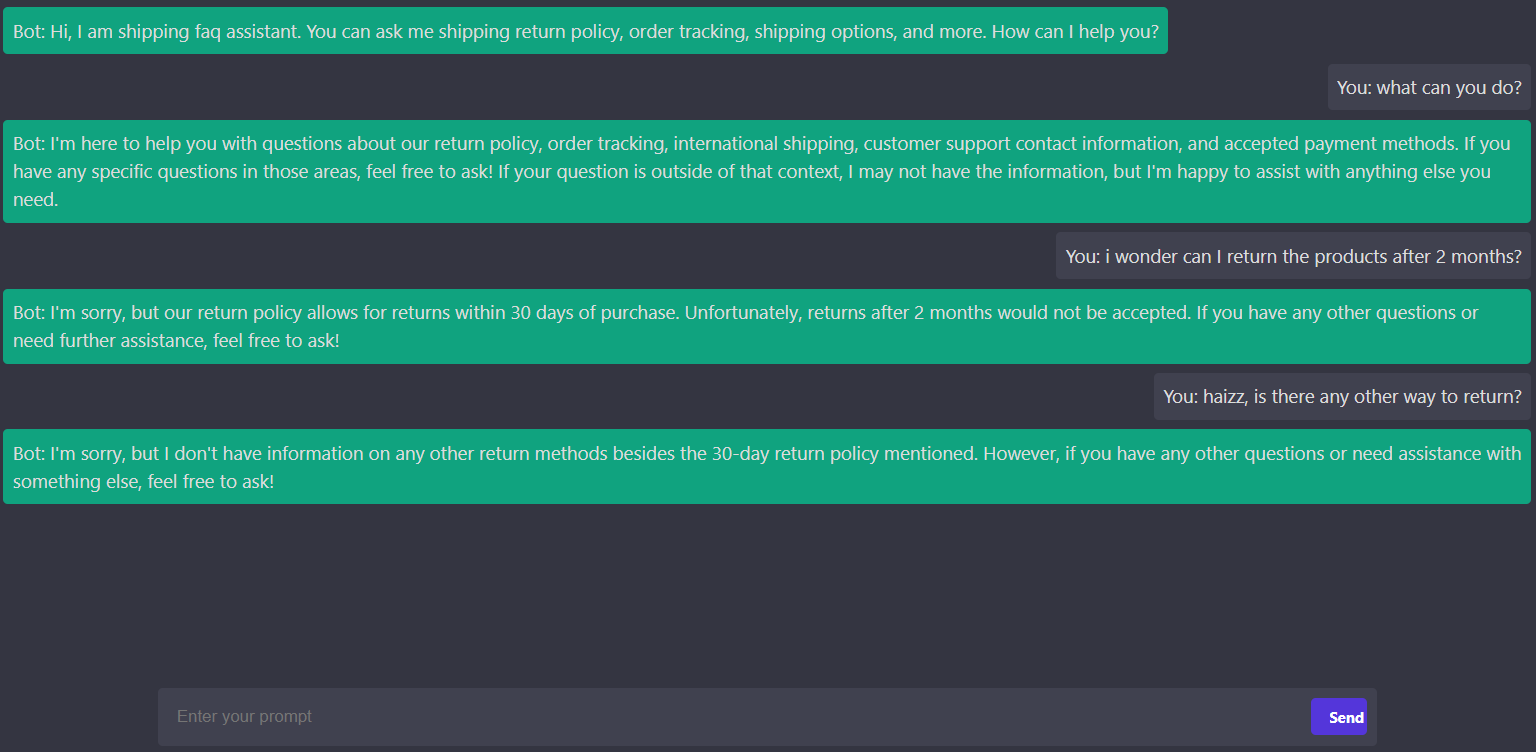 Bot: Hi, I am shipping faq assistant. You can ask me shipping return policy, order tracking, shipping options, and more. How can I help you?
You: what can you do?
Bot: I'm here to help you with questions about our return policy, order tracking, international shipping, customer support contact information, and accepted payment methods. If you
have any specific questions in those areas, feel free to ask! If your question is outside of that context, I may not have the information, but I'm happy to assist with anything else you
need.
You: i wonder can I return the products after 2 months?
Bot: I'm sorry, but our return policy allows for returns within 30 days of purchase. Unfortunately, returns after 2 months would not be accepted. If you have any other questions or
need further assistance, feel free to ask!
You: haizz, is there any other way to return?
Bot: I'm sorry, but I don't have information on any other return methods besides the 30-day return policy mentioned. However, if you have any other questions or need assistance with
something else, feel free to ask!
Enter your prompt
Send